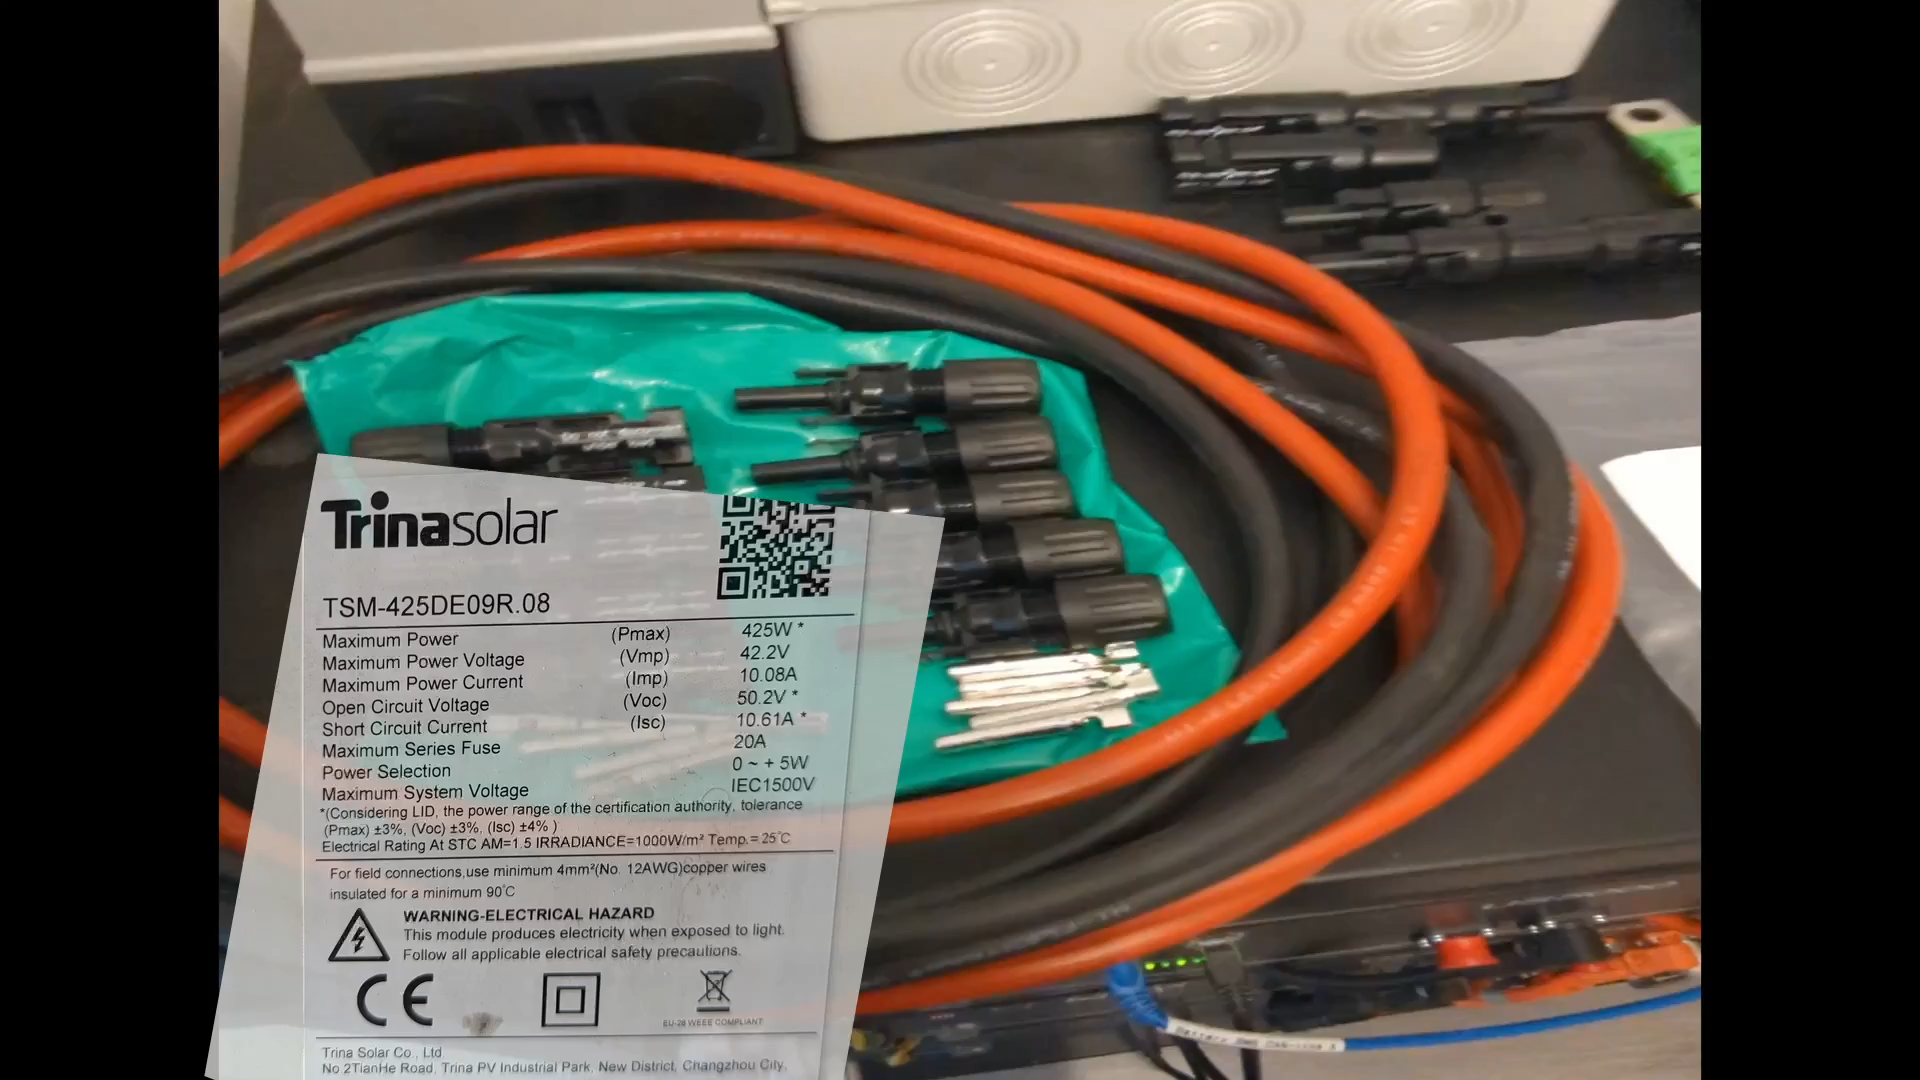 Trinasolar
TSM-425DE09R.08
Maximum Power (Pmax) 425W *
Maximum Power Voltage (Vmp) 42.2V
Maximum Power Current (Imp) 10.08A
Open Circuit Voltage (Voc) 50.2V *
Short Circuit Current (Isc) 10.61A *
Maximum Series Fuse 20A
Power Selection 0 ~ + 5W
Maximum System Voltage IEC1500V
*(Considering LID, the power range of the certification authority, tolerance
(Pmax) ±3%, (Voc) ±3%, (Isc) ±4% )
Electrical Rating At STC AM=1.5 IRRADIANCE=1000W/m² Temp.= 25°C
For field connections,use minimum 4mm²(No. 12AWG)copper wires
insulated for a minimum 90°C
WARNING-ELECTRICAL HAZARD
This module produces electricity when exposed to light.
Follow all applicable electrical safety precautions.
CE
EU-28 WEEE COMPLIANT
Trina Solar Co., Ltd
No 2TianHe Road, Trina PV Industrial Park, New District, Changzhou City,